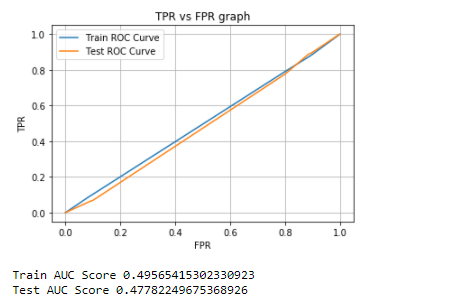 TPR vs FPR graph
Train ROC Curve
Test ROC Curve
1.0
0.8
0.6
0.4
0.2
0.0
TPR
0.0 0.2 0.4 0.6 0.8 1.0
FPR
Train AUC Score 0.49565415302330923
Test AUC Score 0.47782249675368926